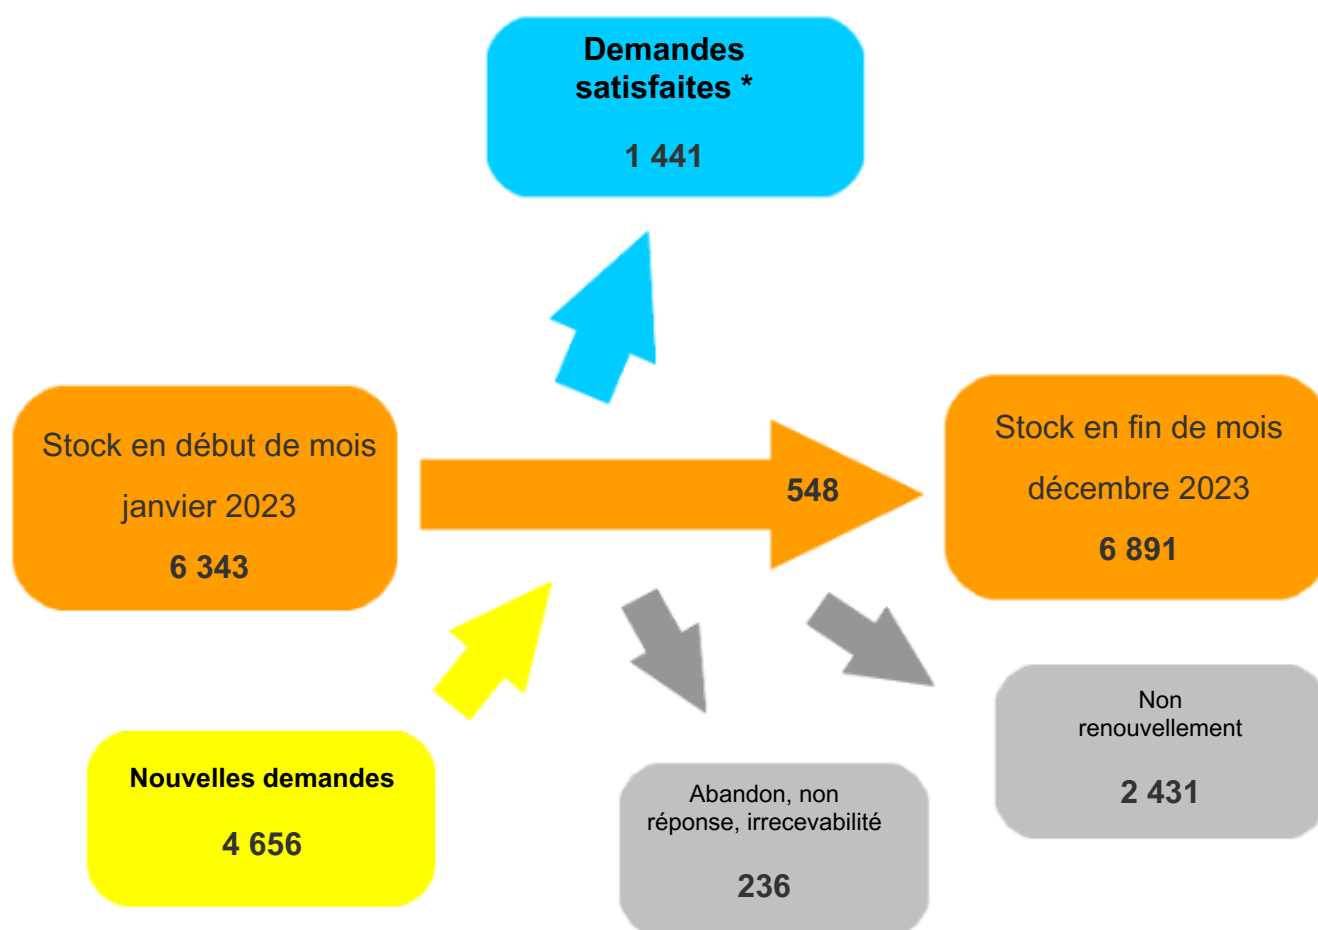 Demandes
satisfaites *
1 441
Stock en début de mois
janvier 2023
6 343
548
Stock en fin de mois
décembre 2023
6 891
Nouvelles demandes
4 656
Abandon, non
réponse, irrecevabilité
236
Non
renouvellement
2 431